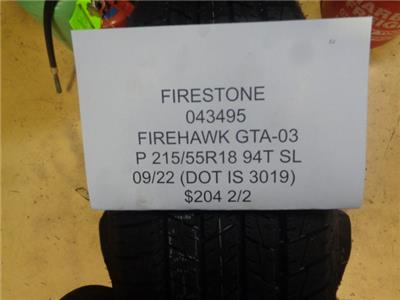 FIRESTONE
043495
FIREHAWK GTA-03
P 215/55R18 94T SL
09/22 (DOT IS 3019)
$204 2/2